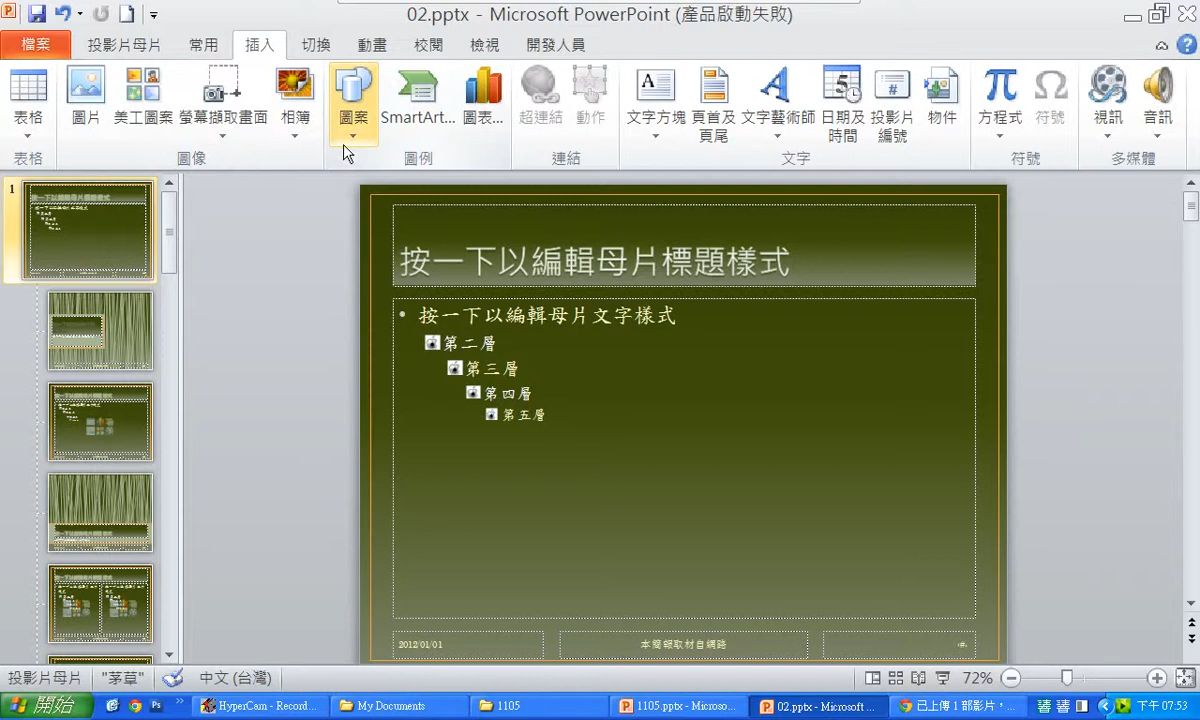 02.pptx - Microsoft PowerPoint (產品啟動失敗)
檔案 投影片母片 常用 插入 切換 動畫 校閱 檢視 開發人員
表格 圖片 美工圖案 螢幕擷取畫面 相簿 圖案 SmartArt... 圖表... 超連結 動作 文字方塊 頁首及頁尾 文字藝術師 日期及時間 投影片編號 物件 方程式 符號 視訊 音訊
表格 圖像 圖例 連結 文字 符號 多媒體
1
按一下以編輯母片標題樣式
• 按一下以編輯母片文字樣式
第二層
第三層
第四層
第五層
2012/01/01 本簡報取材自網路 ‹#›
投影片母片 "茅草" 中文 (台灣) 72%
開始 HyperCam - Record... My Documents 1105 1105.pptx - Microso... 02.pptx - Microsoft ... 已上傳 1 部影片，... 下午 07:53